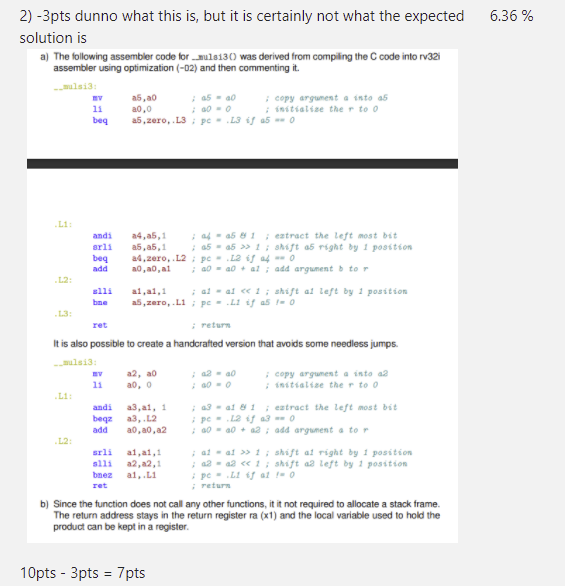 2) -3pts dunno what this is, but it is certainly not what the expected 6.36 %
solution is
a) The following assembler code for __mulsi3() was derived from compiling the C code into rv32i
assembler using optimization (-O2) and then commenting it.
__mulsi3:
mv a5,a0 ; a5 = a0 ; copy argument a into a5
li a0,0 ; a0 = 0 ; initialize the r to 0
beq a5,zero,.L3 ; pc = .L3 if a5 == 0
.L1:
andi a4,a5,1 ; a4 = a5 & 1 ; extract the left most bit
srli a5,a5,1 ; a5 = a5 >> 1 ; shift a5 right by 1 position
beq a4,zero,.L2 ; pc = .L2 if a4 == 0
add a0,a0,a1 ; a0 = a0 + a1 ; add argument b to r
.L2:
slli a1,a1,1 ; a1 = a1 << 1 ; shift a1 left by 1 position
bne a5,zero,.L1 ; pc = .L1 if a5 != 0
.L3:
ret ; return
It is also possible to create a handcrafted version that avoids some needless jumps.
__mulsi3:
mv a2, a0 ; a2 = a0 ; copy argument a into a2
li a0, 0 ; a0 = 0 ; initialize the r to 0
.L1:
andi a3,a1, 1 ; a3 = a1 & 1 ; extract the left most bit
beqz a3,.L2 ; pc = .L2 if a3 == 0
add a0,a0,a2 ; a0 = a0 + a2 ; add argument a to r
.L2:
srli a1,a1,1 ; a1 = a1 >> 1 ; shift a1 right by 1 position
slli a2,a2,1 ; a2 = a2 << 1 ; shift a2 left by 1 position
bnez a1,.L1 ; pc = .L1 if a1 != 0
ret ; return
b) Since the function does not call any other functions, it it not required to allocate a stack frame.
The return address stays in the return register ra (x1) and the local variable used to hold the
product can be kept in a register.
10pts - 3pts = 7pts